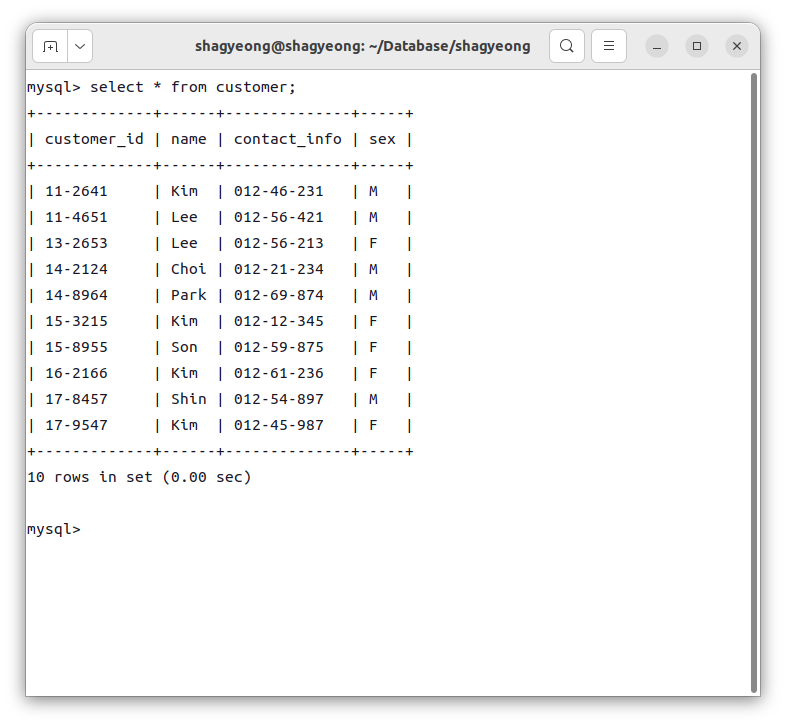 shagyeong@shagyeong: ~/Database/shagyeong
mysql> select * from customer;
+-------------+------+--------------+-----+
| customer_id | name | contact_info | sex |
+-------------+------+--------------+-----+
| 11-2641     | Kim  | 012-46-231   | M   |
| 11-4651     | Lee  | 012-56-421   | M   |
| 13-2653     | Lee  | 012-56-213   | F   |
| 14-2124     | Choi | 012-21-234   | M   |
| 14-8964     | Park | 012-69-874   | M   |
| 15-3215     | Kim  | 012-12-345   | F   |
| 15-8955     | Son  | 012-59-875   | F   |
| 16-2166     | Kim  | 012-61-236   | F   |
| 17-8457     | Shin | 012-54-897   | M   |
| 17-9547     | Kim  | 012-45-987   | F   |
+-------------+------+--------------+-----+
10 rows in set (0.00 sec)
mysql>